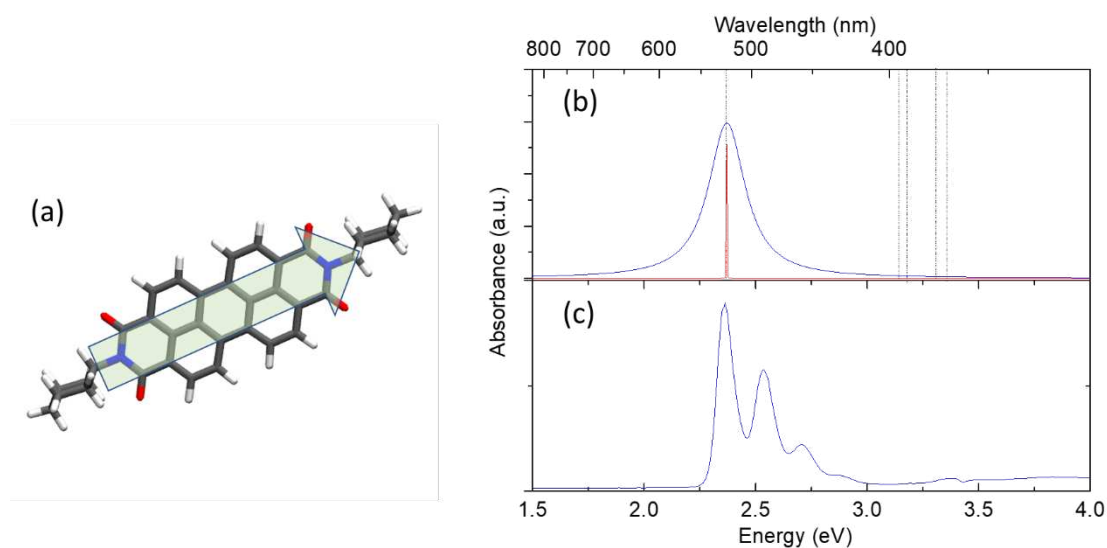 (a)
Wavelength (nm)
800 700 600 500 400
(b)
Absorbance (a.u.)
(c)
1.5 2.0 2.5 3.0 3.5 4.0
Energy (eV)